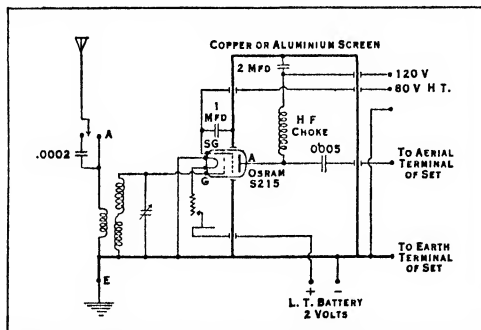 COPPER OR ALUMINIUM SCREEN
2 MFD
120 V
80 V H T.
1
MFD
H F
CHOKE
0005
A
.0002
SG
A
G
OSRAM
S215
TO AERIAL
TERMINAL
OF SET
TO EARTH
TERMINAL
OF SET
E
+ -
L. T. BATTERY
2 VOLTS